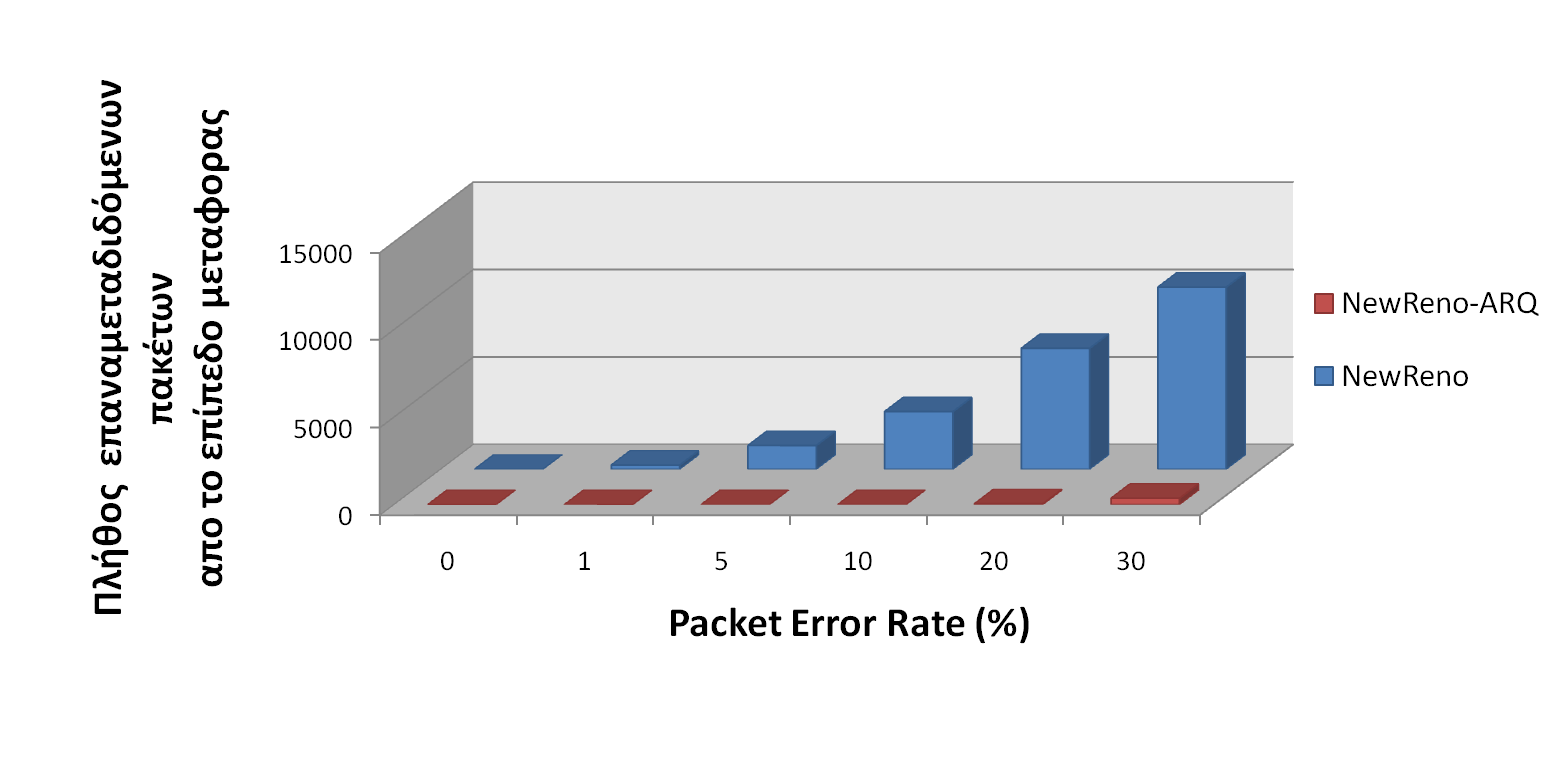 Πλήθος επαναμεταδιδόμενων
πακέτων
απο το επίπεδο μεταφορας
15000
10000
5000
0
0 1 5 10 20 30
Packet Error Rate (%)
NewReno-ARQ
NewReno